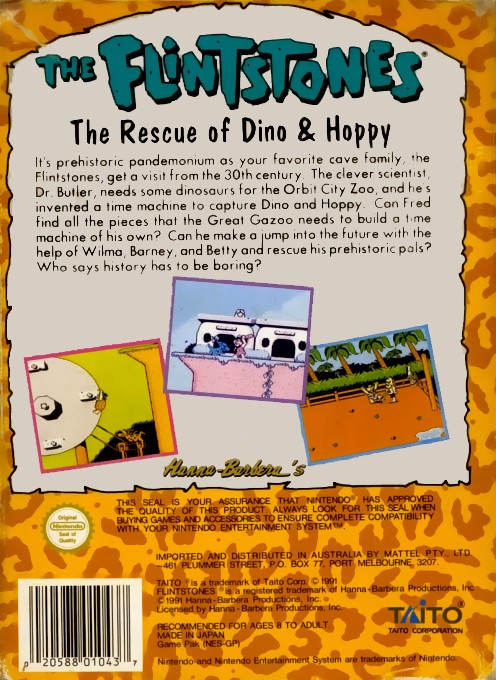 THE FLINTSTONES®
The Rescue of Dino & Hoppy
It's prehistoric pandemonium as your favorite cave family, the
Flintstones, get a visit from the 30th century. The clever scientist,
Dr. Butler, needs some dinosaurs for the Orbit City Zoo, and he's
invented a time machine to capture Dino and Hoppy. Can Fred
find all the pieces that the Great Gazoo needs to build a time
machine of his own? Can he make a jump into the future with the
help of Wilma, Barney, and Betty and rescue his prehistoric pals?
Who says history has to be boring?
Hanna-Barbera's
Original
Nintendo
Seal of
Quality
THIS SEAL IS YOUR ASSURANCE THAT NINTENDO HAS APPROVED
THE QUALITY OF THIS PRODUCT. ALWAYS LOOK FOR THIS SEAL WHEN
BUYING GAMES AND ACCESSORIES TO ENSURE COMPLETE COMPATIBILITY
WITH YOUR NINTENDO ENTERTAINMENT SYSTEM™.
IMPORTED AND DISTRIBUTED IN AUSTRALIA BY MATTEL PTY., LTD.
—461 PLUMMER STREET, P.O. BOX 77, PORT MELBOURNE, 3207.
TAITO® is a trademark of Taito Corp. © 1991
FLINTSTONES® is a registered trademark of Hanna-Barbera Productions, Inc
© 1991 Hanna-Barbera Productions, Inc.
Licensed by Hanna-Barbera Productions, Inc.
RECOMMENDED FOR AGES 8 TO ADULT
MADE IN JAPAN
Game Pak (NES-GP)
TAITO®
TAITO CORPORATION
Nintendo and Nintendo Entertainment System are trademarks of Nintendo.
0 20588 01043 7